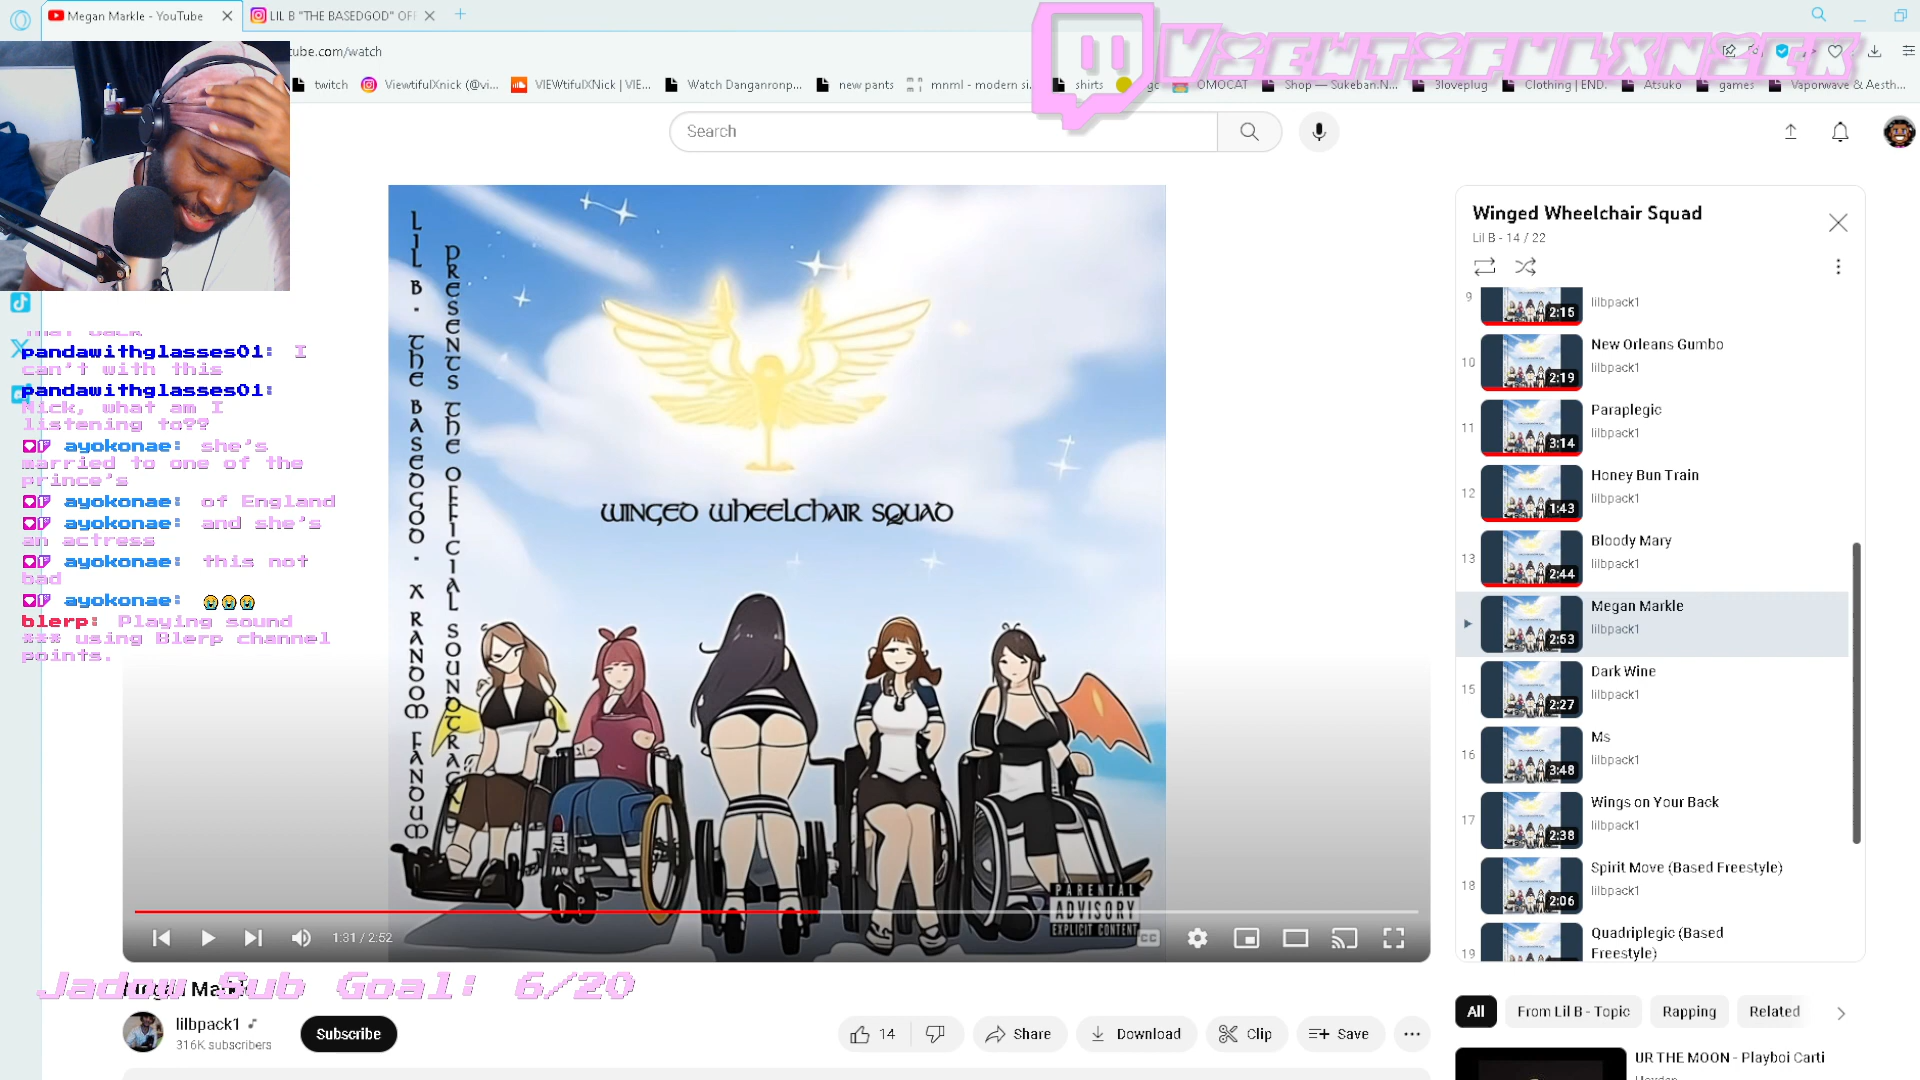 Megan Markle - YouTube
LIL B "THE BASEDGOD" OF
ube.com/watch
twitch
ViewtifulXnick (@vi...
VIEWtifulXNick | VIE...
Watch Danganronp...
new pants
mnml - modern si...
shirts
OMOCAT
Shop — Sukeban.N...
3loveplug
Clothing | END.
Atsuko
games
Vaporwave & Aesth...
VIEWTIFULXNICK
Search
pandawithglasses01: I
can't with this
pandawithglasses01:
Nick, what am I
listening to??
ayokonae: she's
married to one of the
prince's
ayokonae: of England
ayokonae: and she's
an actress
ayokonae: this not
bad
ayokonae: 😭😭😭
blerp: Playing sound
*** using Blerp channel
points.
LIL B · THE BASEDGOD · X RANDOM FANDUM
PRESENTS THE OFFICIAL SOUNDTRACK
WINGED WHEELCHAIR SQUAD
PARENTAL
ADVISORY
EXPLICIT CONTENT
1:31 / 2:52
CC
Jadow Sub Goal: 6/20
lilbpack1
316K subscribers
Subscribe
14
Share
Download
Clip
Save
Winged Wheelchair Squad
Lil B - 14 / 22
9
2:15
lilbpack1
10
2:19
New Orleans Gumbo
lilbpack1
11
3:14
Paraplegic
lilbpack1
12
1:43
Honey Bun Train
lilbpack1
13
2:44
Bloody Mary
lilbpack1
2:53
Megan Markle
lilbpack1
15
2:27
Dark Wine
lilbpack1
16
3:48
Ms
lilbpack1
17
2:38
Wings on Your Back
lilbpack1
18
2:06
Spirit Move (Based Freestyle)
lilbpack1
19
Quadriplegic (Based
Freestyle)
All
From Lil B - Topic
Rapping
Related
UR THE MOON - Playboi Carti